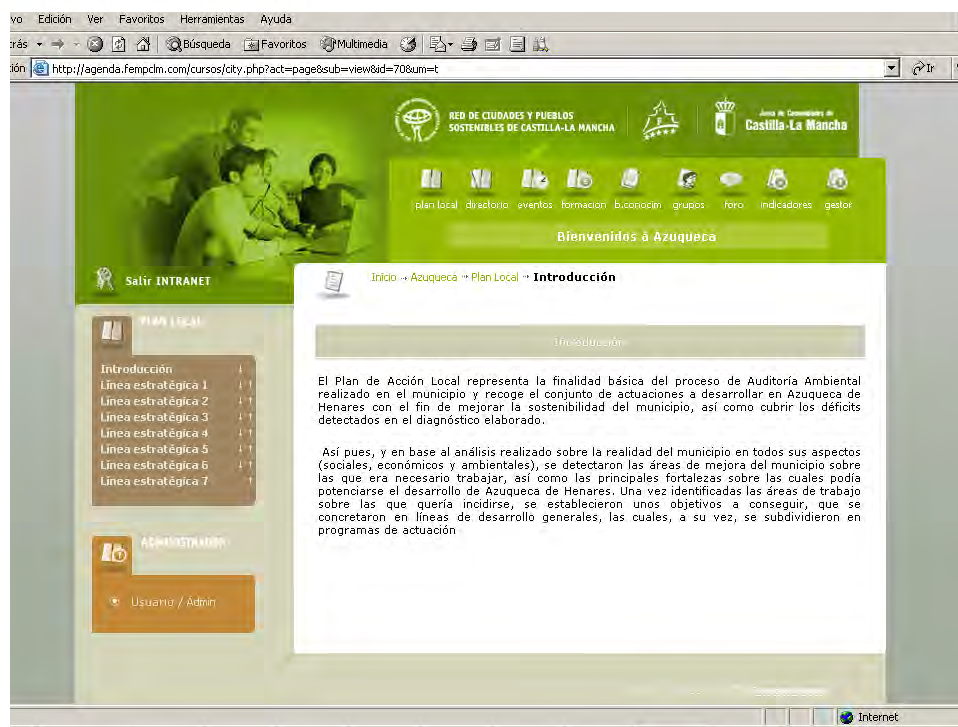 vo Edición Ver Favoritos Herramientas Ayuda
rás Búsqueda Favoritos Multimedia
ión http://agenda.fempclm.com/cursos/city.php?act=page&sub=view&id=70&um=t Ir
RED DE CIUDADES Y PUEBLOS
SOSTENIBLES DE CASTILLA-LA MANCHA
Junta de Comunidades de
Castilla-La Mancha
plan local directorio eventos formacion b.conocim grupos foro indicadores gestor
Bienvenidos a Azuqueca
Salir INTRANET
Inicio Azuqueca Plan Local Introducción
PLAN LOCAL
Introducción
Introducción
Línea estratégica 1
Línea estratégica 2
Línea estratégica 3
Línea estratégica 4
Línea estratégica 5
Línea estratégica 6
Línea estratégica 7
El Plan de Acción Local representa la finalidad básica del proceso de Auditoría Ambiental
realizado en el municipio y recoge el conjunto de actuaciones a desarrollar en Azuqueca de
Henares con el fin de mejorar la sostenibilidad del municipio, así como cubrir los déficits
detectados en el diagnóstico elaborado.
Así pues, y en base al análisis realizado sobre la realidad del municipio en todos sus aspectos
(sociales, económicos y ambientales), se detectaron las áreas de mejora del municipio sobre
las que era necesario trabajar, así como las principales fortalezas sobre las cuales podía
potenciarse el desarrollo de Azuqueca de Henares. Una vez identificadas las áreas de trabajo
sobre las que quería incidirse, se establecieron unos objetivos a conseguir, que se
concretaron en líneas de desarrollo generales, las cuales, a su vez, se subdividieron en
programas de actuación
ADMINISTRADOR
Usuario / Admin
Internet